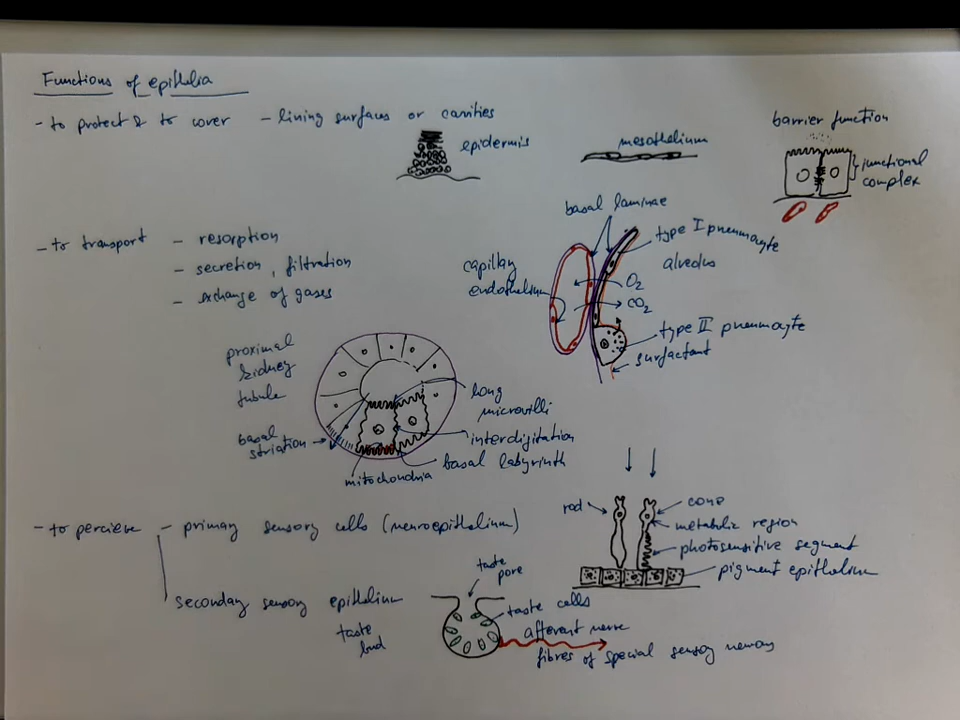 Functions of epithelia
- to protect & to cover - lining surfaces or cavities
epidermis
mesothelium
barrier function
junctional
complex
- to transport - resorption
- secretion, filtration
- exchange of gases
basal laminae
type I pneumocyte
alveolus
capillary
endothelium
O2
CO2
type II pneumocyte
surfactant
proximal
kidney
tubule
long
microvilli
interdigitation
basal labyrinth
basal
striation
mitochondria
- to percieve - primary sensory cells (neuroepithelium)
rod
cone
metabolic region
photosensitive segment
pigment epithelium
secondary sensory epithelium
taste
bud
taste
pore
taste cells
afferent nerve
fibres of special sensory